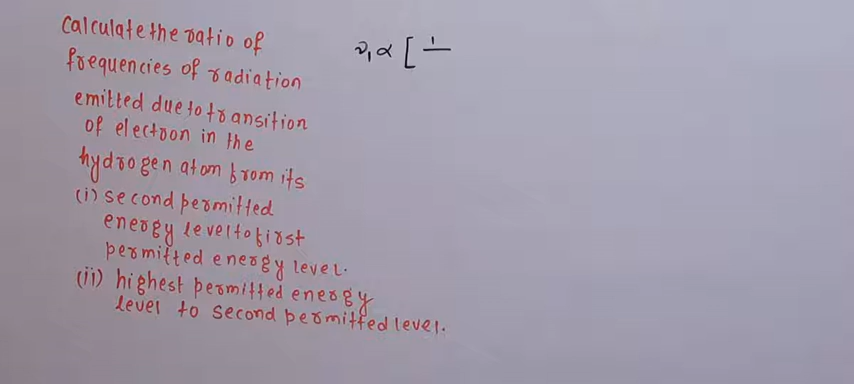 calculate the ratio of
frequencies of radiation
emitted due to transition
of electron in the
hydrogen atom from its
(i) second permitted
energy level to first
permitted energy level.
(ii) highest permitted energy
level to second permitted level.
ν₁ ∝ [ 1